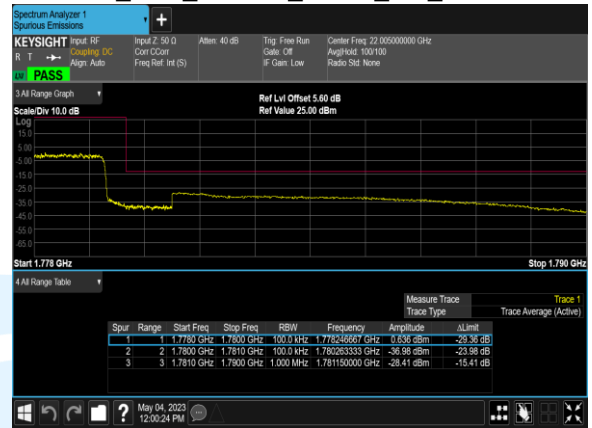 Spectrum Analyzer 1
Spurious Emissions
KEYSIGHT Input: RF Input Z: 50 Ω Atten: 40 dB Trig: Free Run Center Freq: 22.005000000 GHz
R T Coupling: DC Corr CCorr Gate: Off Avg|Hold: 100/100
Align: Auto Freq Ref: Int (S) IF Gain: Low Radio Std: None
LXI PASS
3 All Range Graph
Ref Lvl Offset 5.60 dB
Scale/Div 10.0 dB Ref Value 25.00 dBm
Log
15.0
5.00
-5.00
-15.0
-25.0
-35.0
-45.0
-55.0
-65.0
Start 1.778 GHz Stop 1.790 GHz
4 All Range Table
Measure Trace Trace 1
Trace Type Trace Average (Active)
Spur Range Start Freq Stop Freq RBW Frequency Amplitude ΔLimit
1 1 1.7780 GHz 1.7800 GHz 100.0 kHz 1.778246667 GHz 0.636 dBm -29.36 dB
2 2 1.7800 GHz 1.7810 GHz 100.0 kHz 1.780263333 GHz -36.98 dBm -23.98 dB
3 3 1.7810 GHz 1.7900 GHz 1.000 MHz 1.781150000 GHz -28.41 dBm -15.41 dB
? May 04, 2023
12:00:24 PM